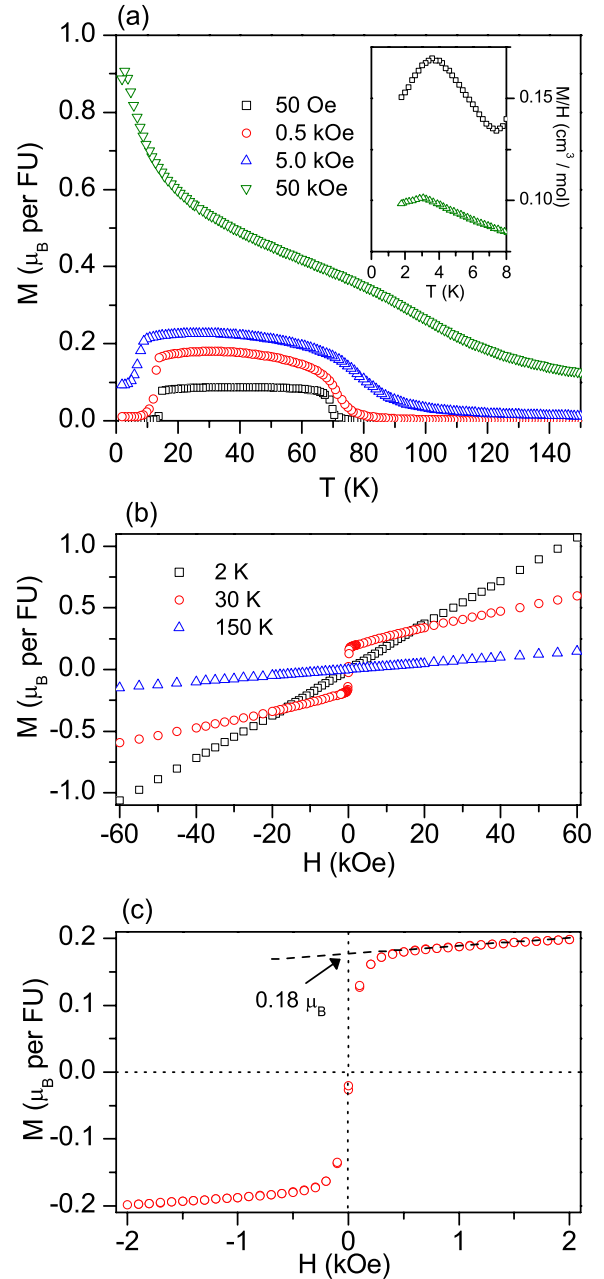 (a)
1.0
0.8
0.6
0.4
0.2
0.0
M (μB per FU)
50 Oe
0.5 kOe
5.0 kOe
50 kOe
0.15
0.10
M/H (cm³ / mol)
0 2 4 6 8
T (K)
0 20 40 60 80 100 120 140
T (K)
(b)
1.0
0.5
0.0
-0.5
-1.0
M (μB per FU)
2 K
30 K
150 K
-60 -40 -20 0 20 40 60
H (kOe)
(c)
0.2
0.1
0.0
-0.1
-0.2
M (μB per FU)
0.18 μB
-2 -1 0 1 2
H (kOe)